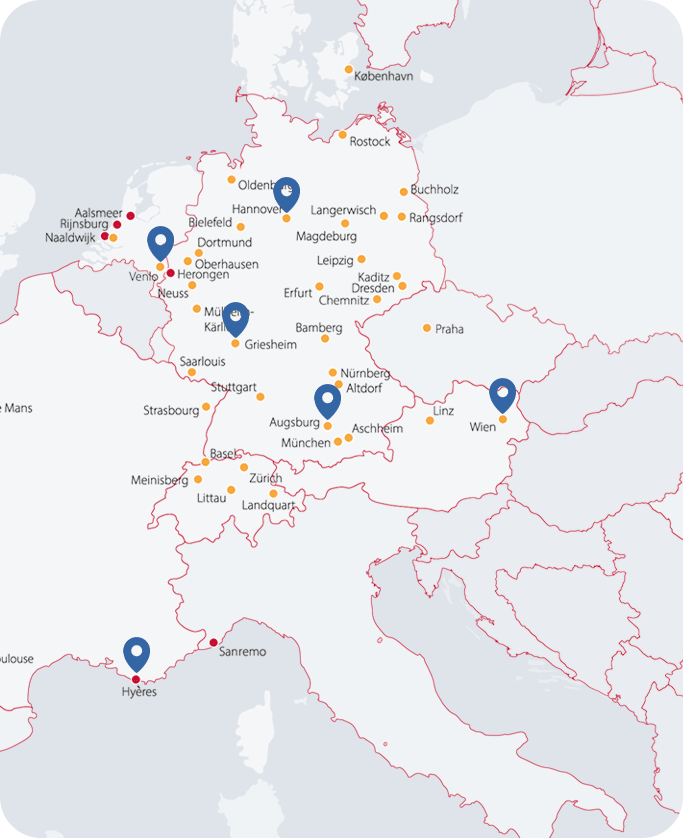 København
Rostock
Oldenburg
Buchholz
Hannover
Langerwisch
Rangsdorf
Aalsmeer
Rijnsburg
Naaldwijk
Bielefeld
Magdeburg
Dortmund
Oberhausen
Leipzig
Venlo
Herongen
Kaditz
Neuss
Erfurt
Dresden
Chemnitz
Mülheim-
Kärlich
Griesheim
Bamberg
Praha
Saarlouis
Nürnberg
Altdorf
Stuttgart
Strasbourg
e Mans
Augsburg
Aschheim
Linz
Wien
München
Basel
Meinisberg
Zürich
Littau
Landquart
oulouse
Sanremo
Hyères